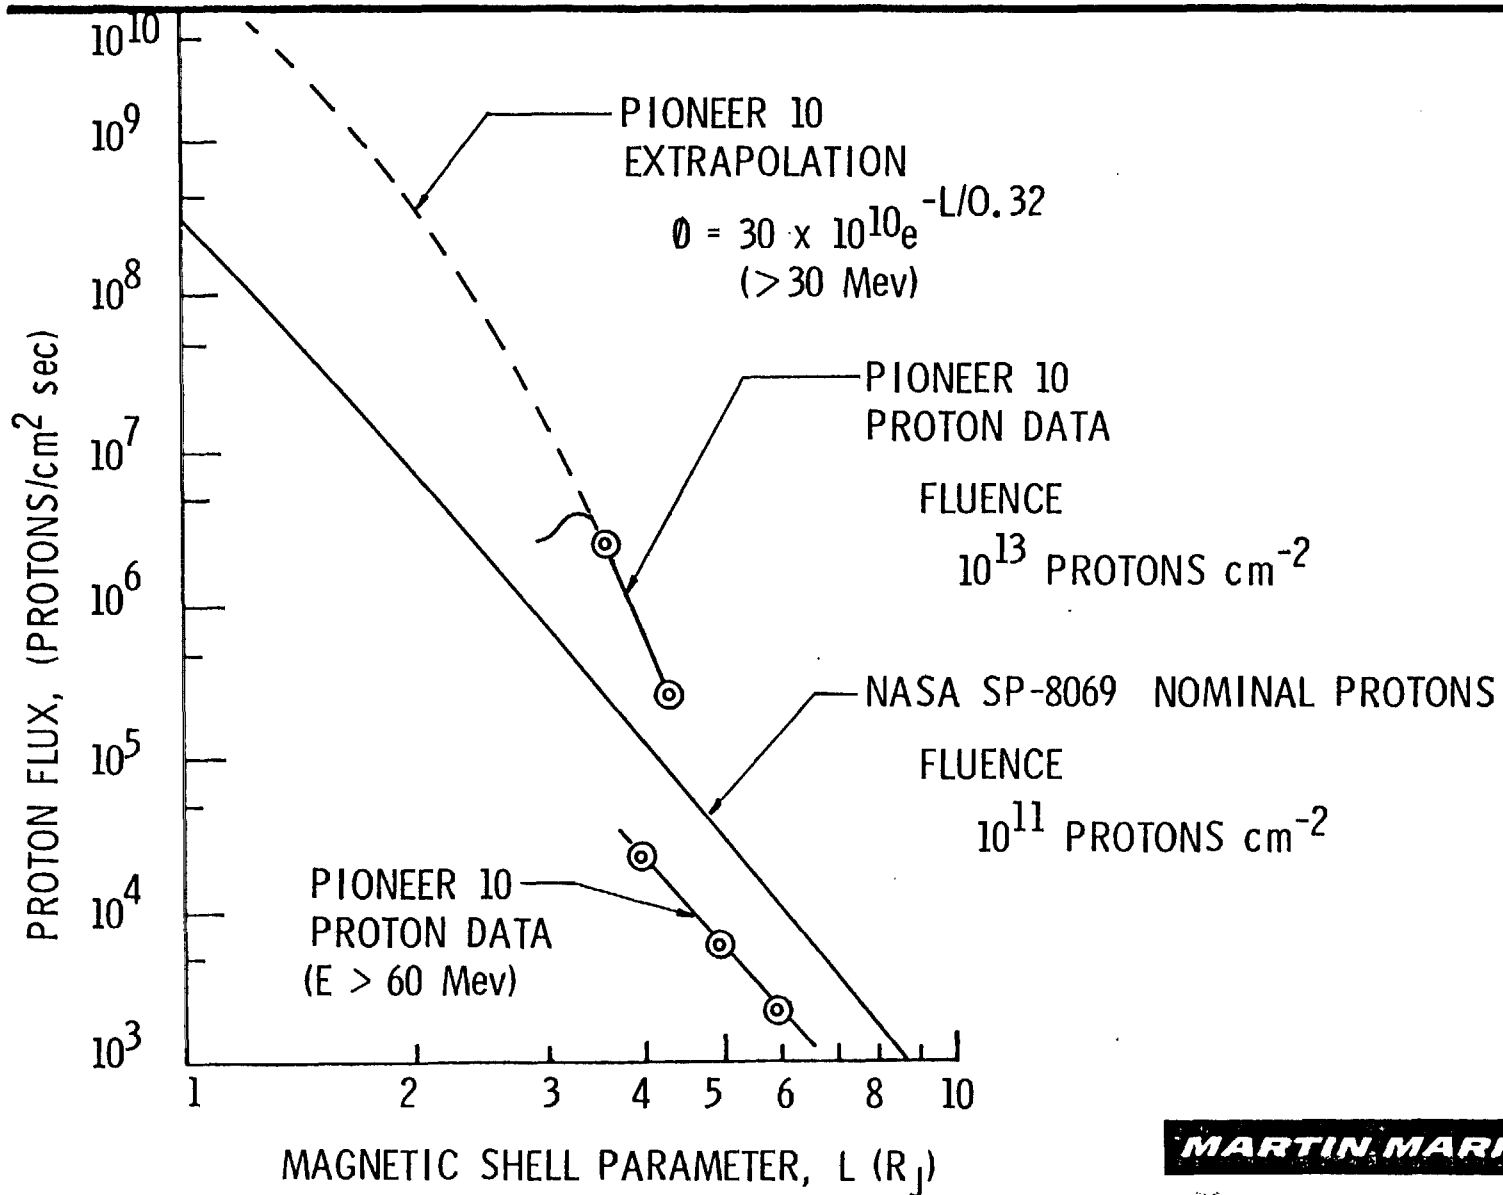 10^10
10^9
10^8
10^7
10^6
10^5
10^4
10^3
PROTON FLUX, (PROTONS/cm^2 sec)
PIONEER 10
EXTRAPOLATION
Ø = 30 x 10^10 e^-L/0.32
(>30 Mev)
PIONEER 10
PROTON DATA
FLUENCE
10^13 PROTONS cm^-2
NASA SP-8069 NOMINAL PROTONS
FLUENCE
10^11 PROTONS cm^-2
PIONEER 10
PROTON DATA
(E > 60 Mev)
1 2 3 4 5 6 8 10
MAGNETIC SHELL PARAMETER, L (R_J)
MARTIN MARI